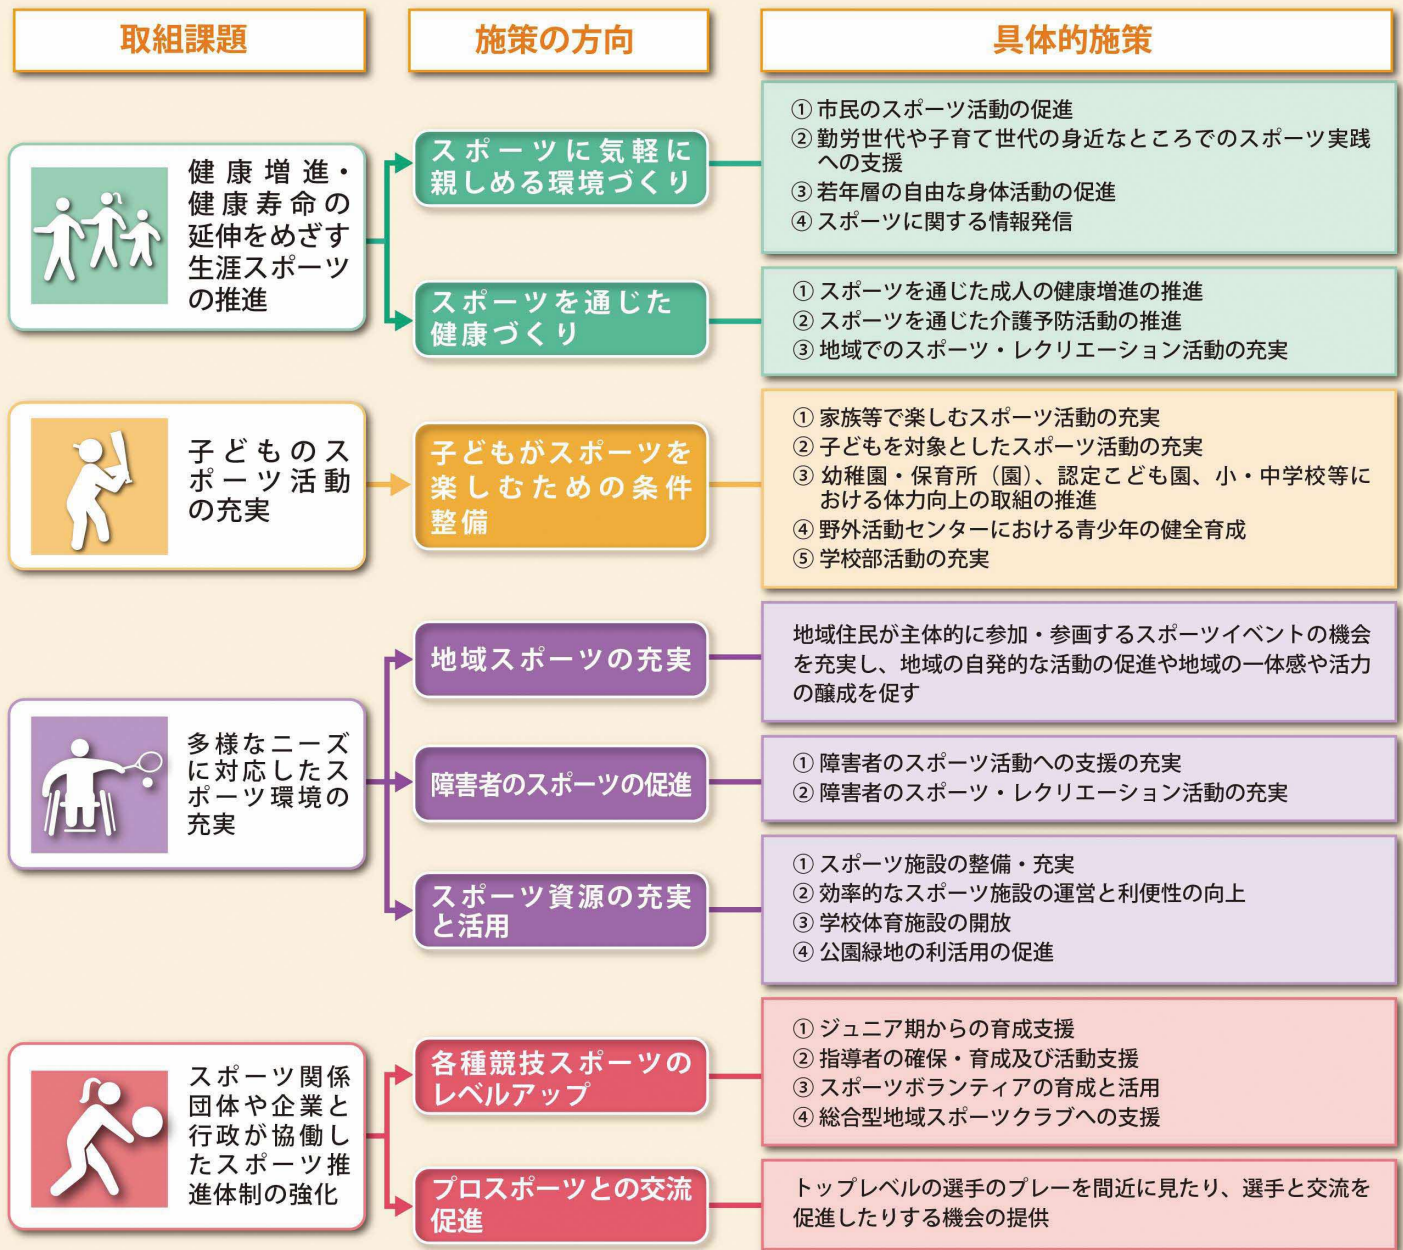 取組課題
施策の方向
具体的施策
健康増進・
健康寿命の
延伸をめざす
生涯スポーツ
の推進
スポーツに気軽に
親しめる環境づくり
① 市民のスポーツ活動の促進
② 勤労世代や子育て世代の身近なところでのスポーツ実践
への支援
③ 若年層の自由な身体活動の促進
④ スポーツに関する情報発信
スポーツを通じた
健康づくり
① スポーツを通じた成人の健康増進の推進
② スポーツを通じた介護予防活動の推進
③ 地域でのスポーツ・レクリエーション活動の充実
子どものス
ポーツ活動
の充実
子どもがスポーツを
楽しむための条件
整備
① 家族等で楽しむスポーツ活動の充実
② 子どもを対象としたスポーツ活動の充実
③ 幼稚園・保育所（園）、認定こども園、小・中学校等に
おける体力向上の取組の推進
④ 野外活動センターにおける青少年の健全育成
⑤ 学校部活動の充実
多様なニーズ
に対応したス
ポーツ環境の
充実
地域スポーツの充実
地域住民が主体的に参加・参画するスポーツイベントの機会
を充実し、地域の自発的な活動の促進や地域の一体感や活力
の醸成を促す
障害者のスポーツの促進
① 障害者のスポーツ活動への支援の充実
② 障害者のスポーツ・レクリエーション活動の充実
スポーツ資源の充実
と活用
① スポーツ施設の整備・充実
② 効率的なスポーツ施設の運営と利便性の向上
③ 学校体育施設の開放
④ 公園緑地の利活用の促進
スポーツ関係
団体や企業と
行政が協働し
たスポーツ推
進体制の強化
各種競技スポーツの
レベルアップ
① ジュニア期からの育成支援
② 指導者の確保・育成及び活動支援
③ スポーツボランティアの育成と活用
④ 総合型地域スポーツクラブへの支援
プロスポーツとの交流
促進
トップレベルの選手のプレーを間近に見たり、選手と交流を
促進したりする機会の提供